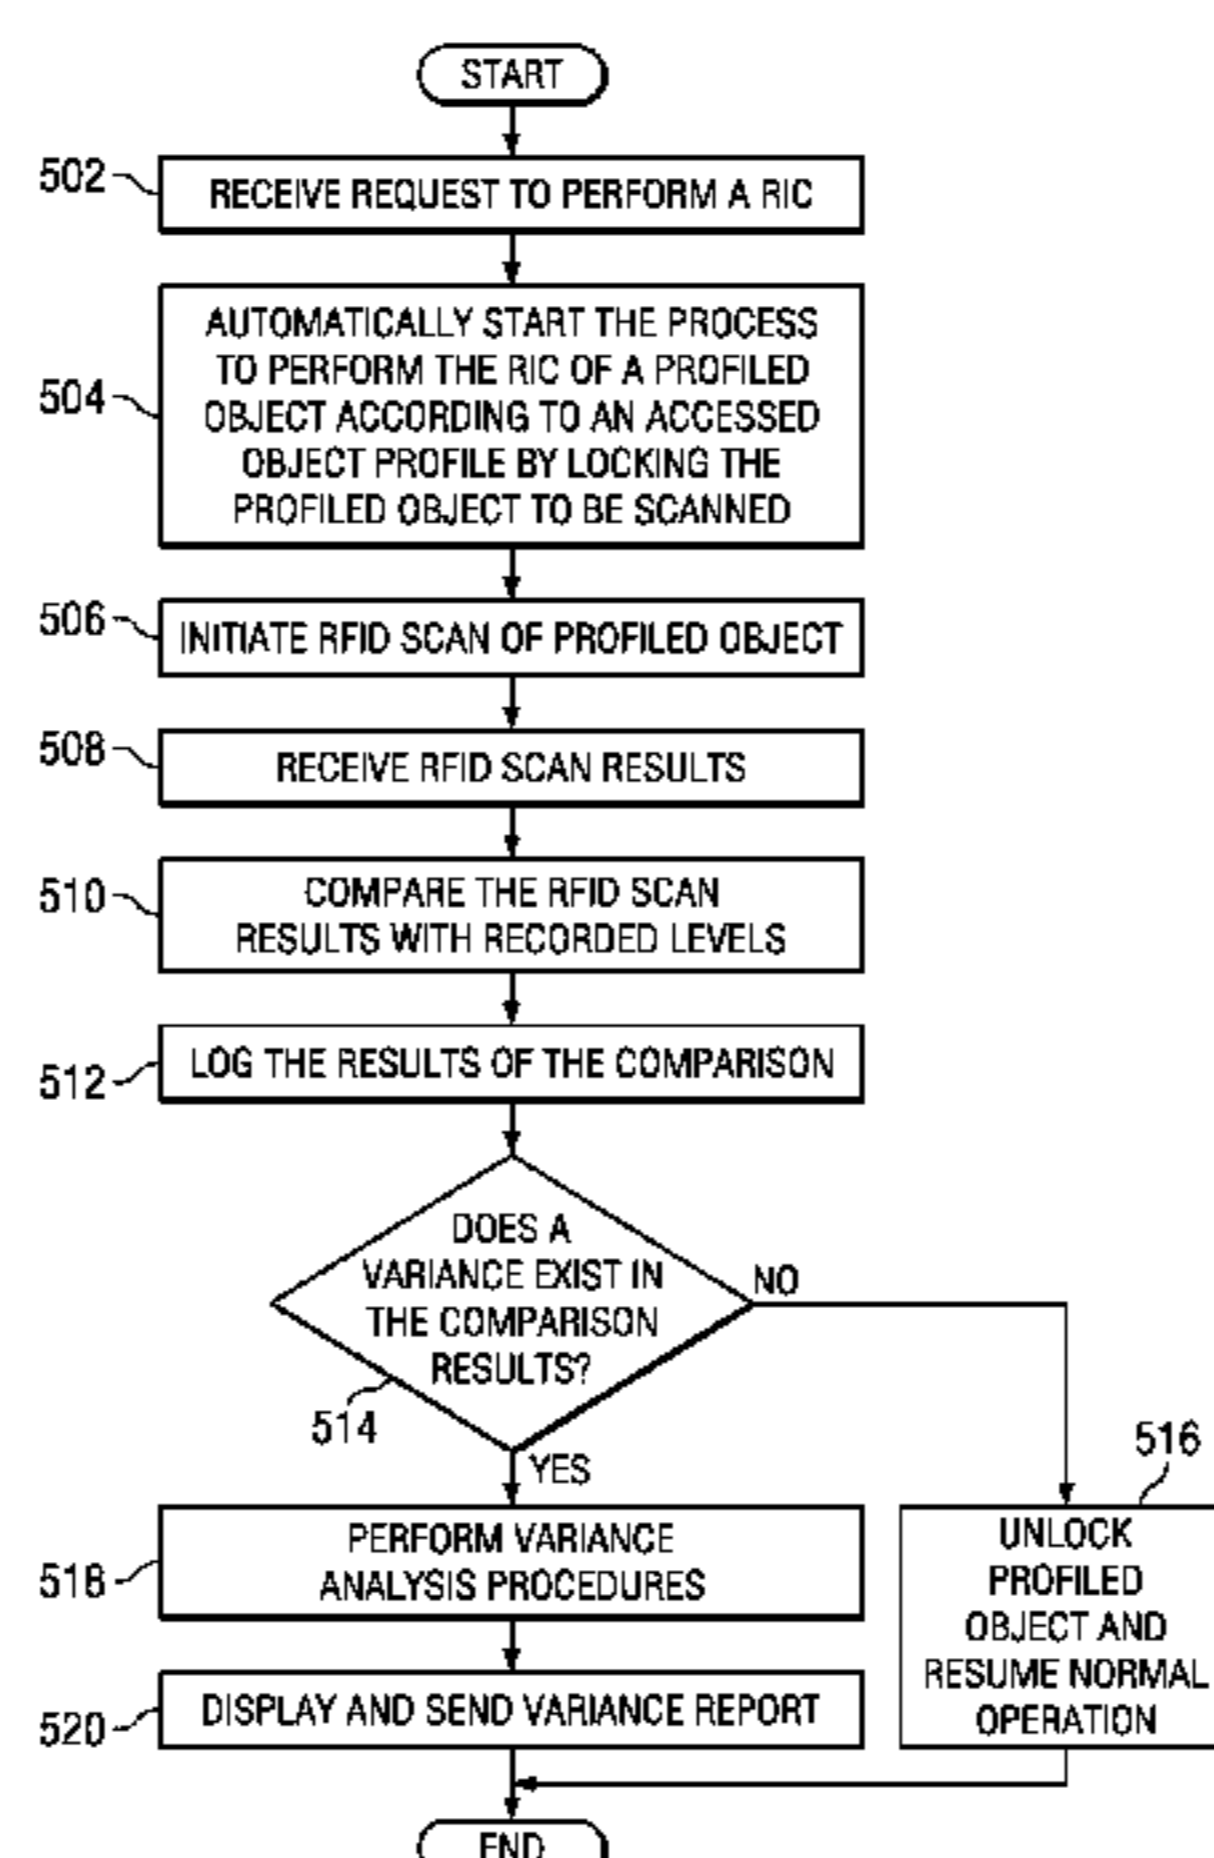 START
502
RECEIVE REQUEST TO PERFORM A RIC
504
AUTOMATICALLY START THE PROCESS
TO PERFORM THE RIC OF A PROFILED
OBJECT ACCORDING TO AN ACCESSED
OBJECT PROFILE BY LOCKING THE
PROFILED OBJECT TO BE SCANNED
506
INITIATE RFID SCAN OF PROFILED OBJECT
508
RECEIVE RFID SCAN RESULTS
510
COMPARE THE RFID SCAN
RESULTS WITH RECORDED LEVELS
512
LOG THE RESULTS OF THE COMPARISON
DOES A
VARIANCE EXIST IN
THE COMPARISON
RESULTS?
514
NO
YES
516
UNLOCK
PROFILED
OBJECT AND
RESUME NORMAL
OPERATION
518
PERFORM VARIANCE
ANALYSIS PROCEDURES
520
DISPLAY AND SEND VARIANCE REPORT
END